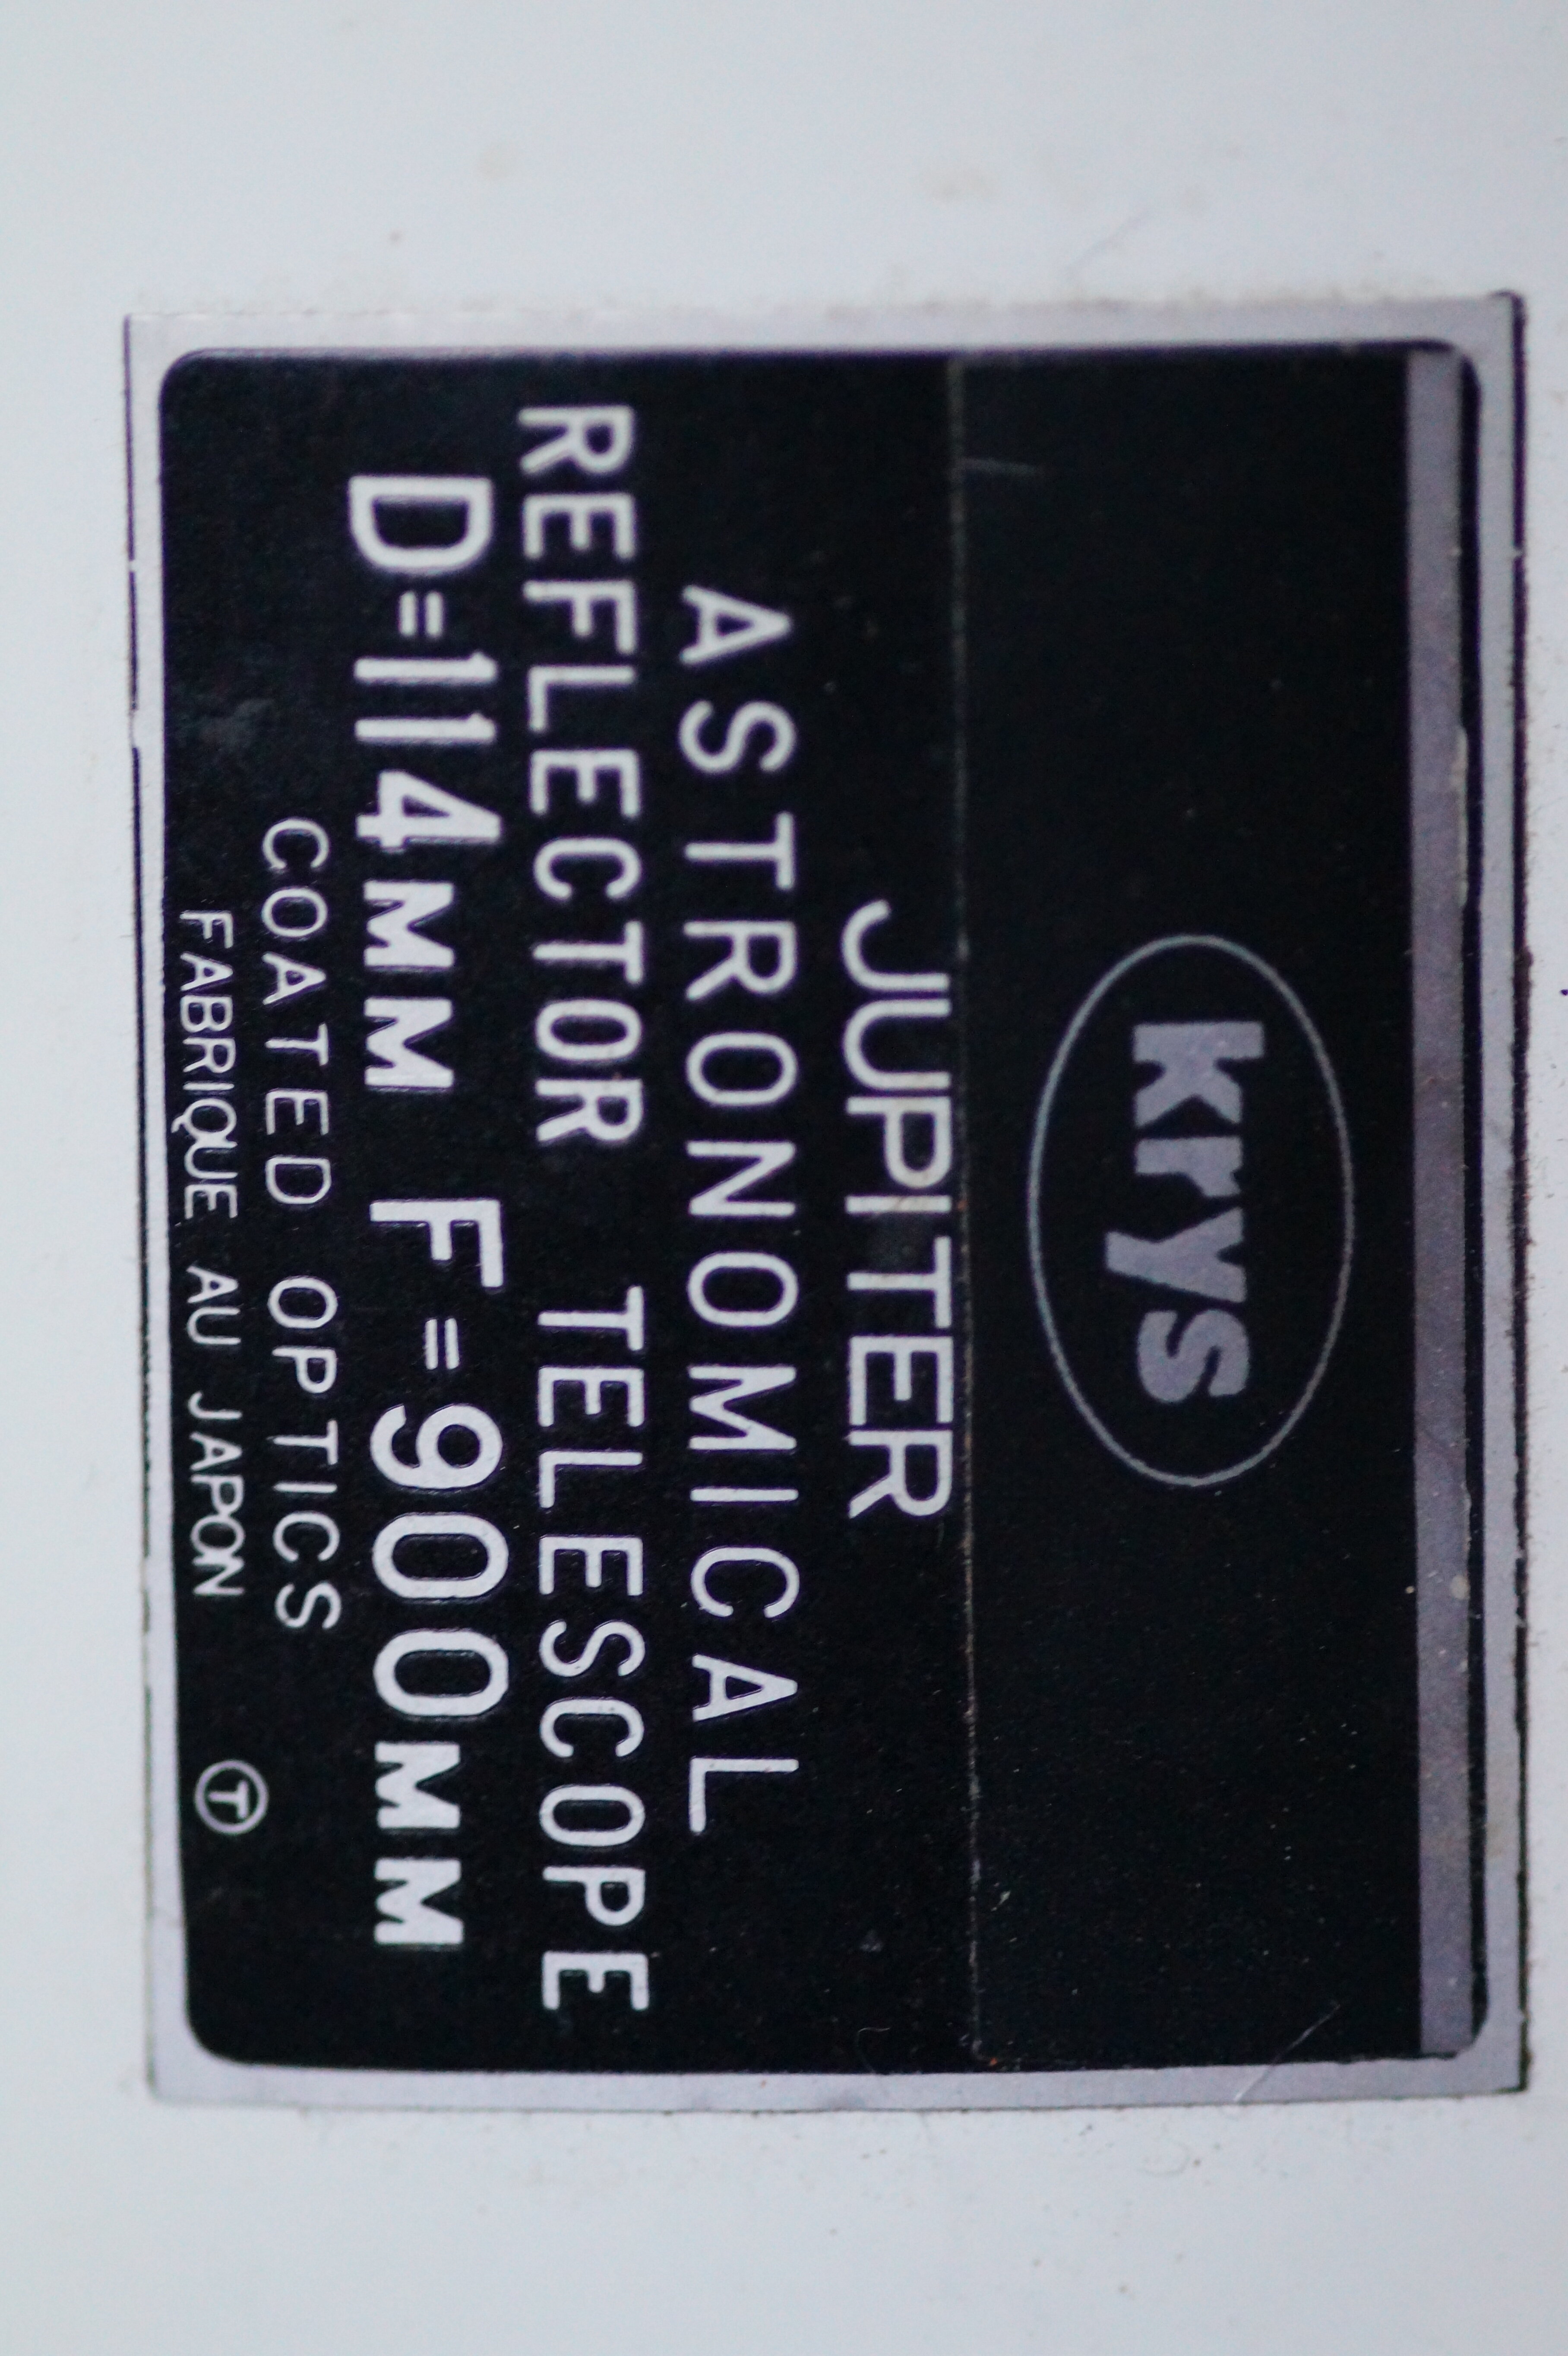 krys
JUPITER
ASTRONOMICAL
REFLECTOR TELESCOPE
D=114MM F=900MM
COATED OPTICS
FABRIQUE AU JAPON T